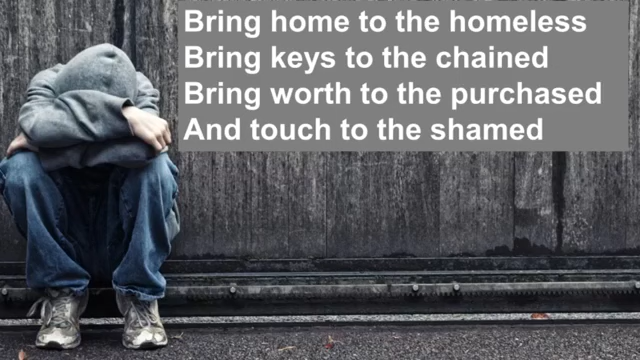 Bring home to the homeless
Bring keys to the chained
Bring worth to the purchased
And touch to the shamed